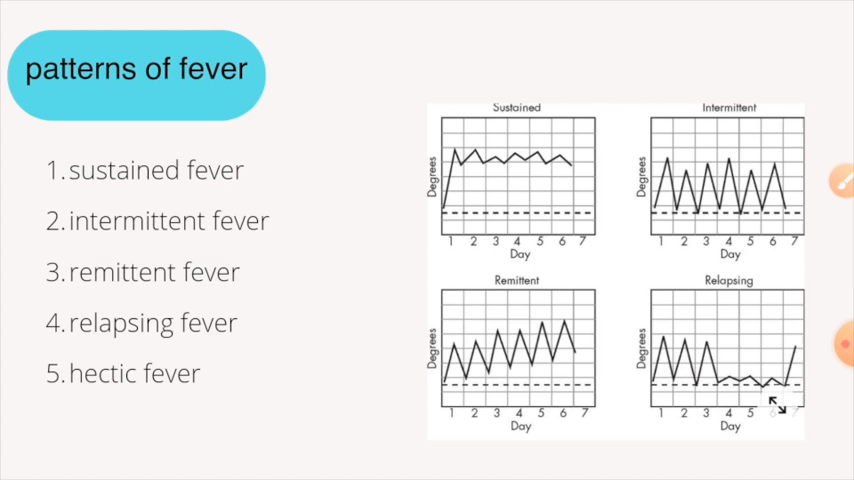 patterns of fever
1. sustained fever
2. intermittent fever
3. remittent fever
4. relapsing fever
5. hectic fever
Sustained
Degrees
1 2 3 4 5 6 7
Day
Intermittent
Degrees
1 2 3 4 5 6 7
Day
Remittent
Degrees
1 2 3 4 5 6 7
Day
Relapsing
Degrees
1 2 3 4 5 6 7
Day